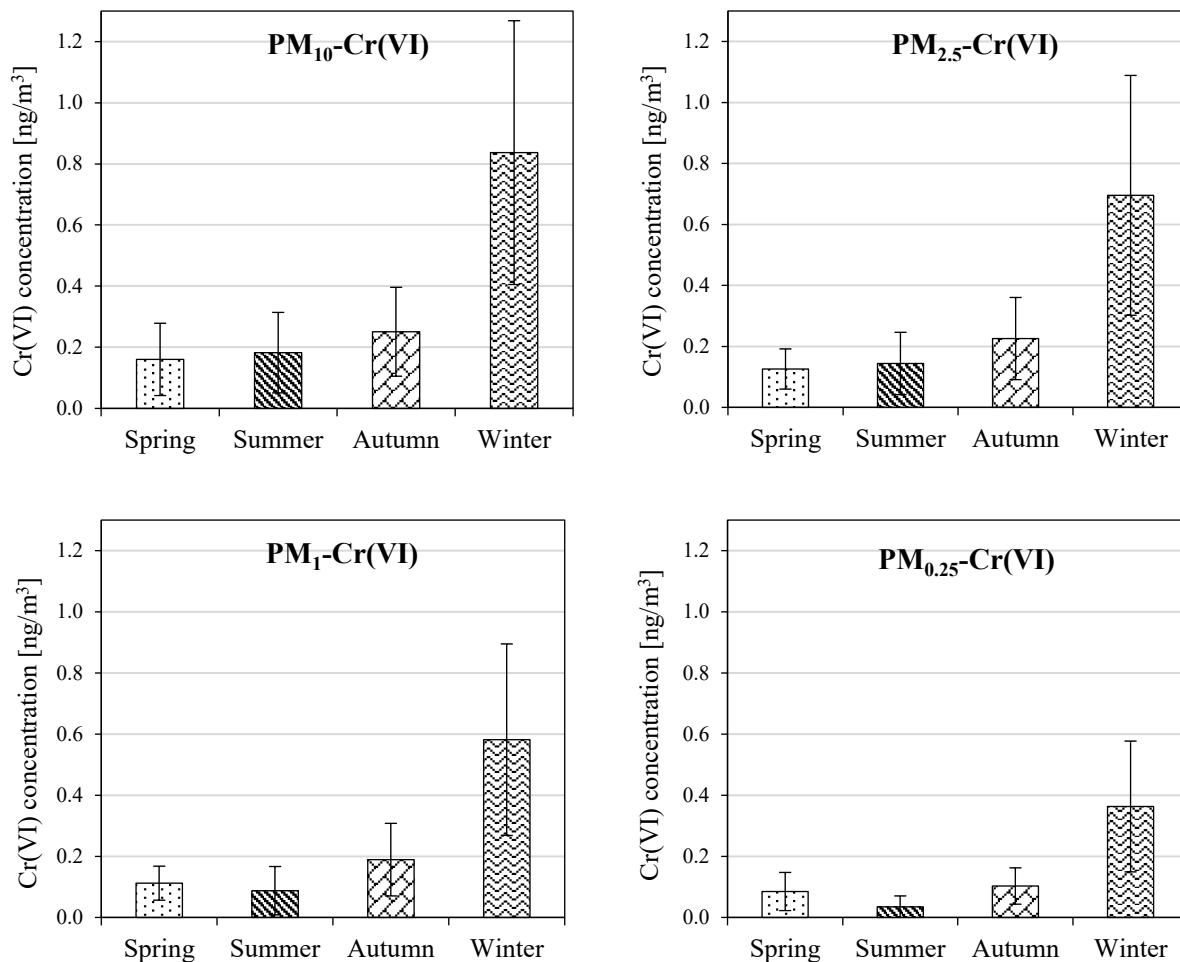 PM₁₀-Cr(VI)
Cr(VI) concentration [ng/m³]
1.2
1.0
0.8
0.6
0.4
0.2
0.0
Spring Summer Autumn Winter
PM₂.₅-Cr(VI)
Cr(VI) concentration [ng/m³]
1.2
1.0
0.8
0.6
0.4
0.2
0.0
Spring Summer Autumn Winter
PM₁-Cr(VI)
Cr(VI) concentration [ng/m³]
1.2
1.0
0.8
0.6
0.4
0.2
0.0
Spring Summer Autumn Winter
PM₀.₂₅-Cr(VI)
Cr(VI) concentration [ng/m³]
1.2
1.0
0.8
0.6
0.4
0.2
0.0
Spring Summer Autumn Winter